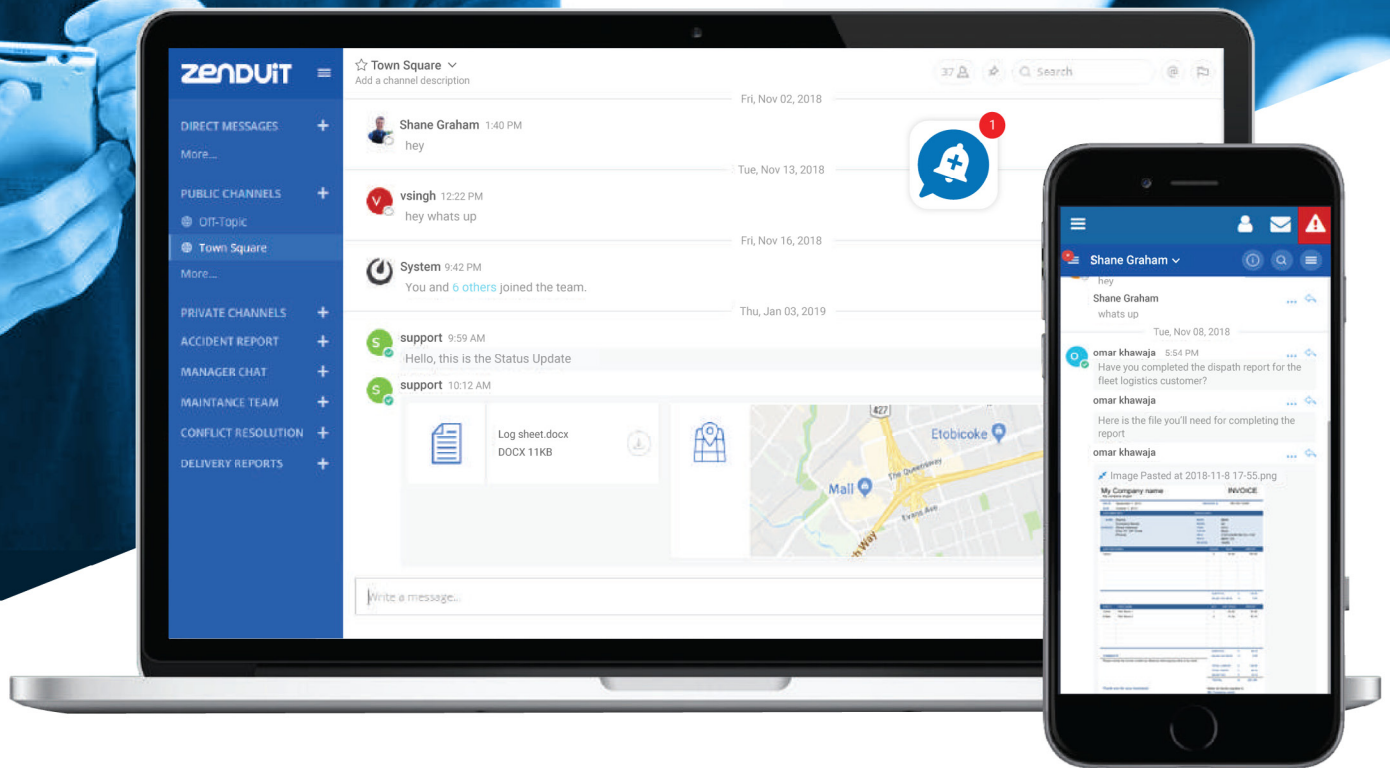 ZENDUiT
DIRECT MESSAGES +
More...
PUBLIC CHANNELS +
Off-Topic
Town Square
More...
PRIVATE CHANNELS +
ACCIDENT REPORT +
MANAGER CHAT +
MAINTANCE TEAM +
CONFLICT RESOLUTION +
DELIVERY REPORTS +
Town Square
Add a channel description
37
Search
@
Fri, Nov 02, 2018
Shane Graham 1:40 PM
hey
1
Tue, Nov 13, 2018
V
vsingh 12:22 PM
hey whats up
Fri, Nov 16, 2018
System 9:42 PM
You and 6 others joined the team.
Thu, Jan 03, 2019
S
support 9:59 AM
Hello, this is the Status Update
S
support 10:12 AM
Log sheet.docx
DOCX 11KB
427
Etobicoke
The Queensway
Mall
Evans Ave
Way
Write a message...
Shane Graham
hey
Shane Graham
whats up
Tue, Nov 08, 2018
omar khawaja 5:54 PM
Have you completed the dispath report for the
fleet logistics customer?
omar khawaja
Here is the file you'll need for completing the
report
omar khawaja
Image Pasted at 2018-11-8 17-55.png
My Company name INVOICE